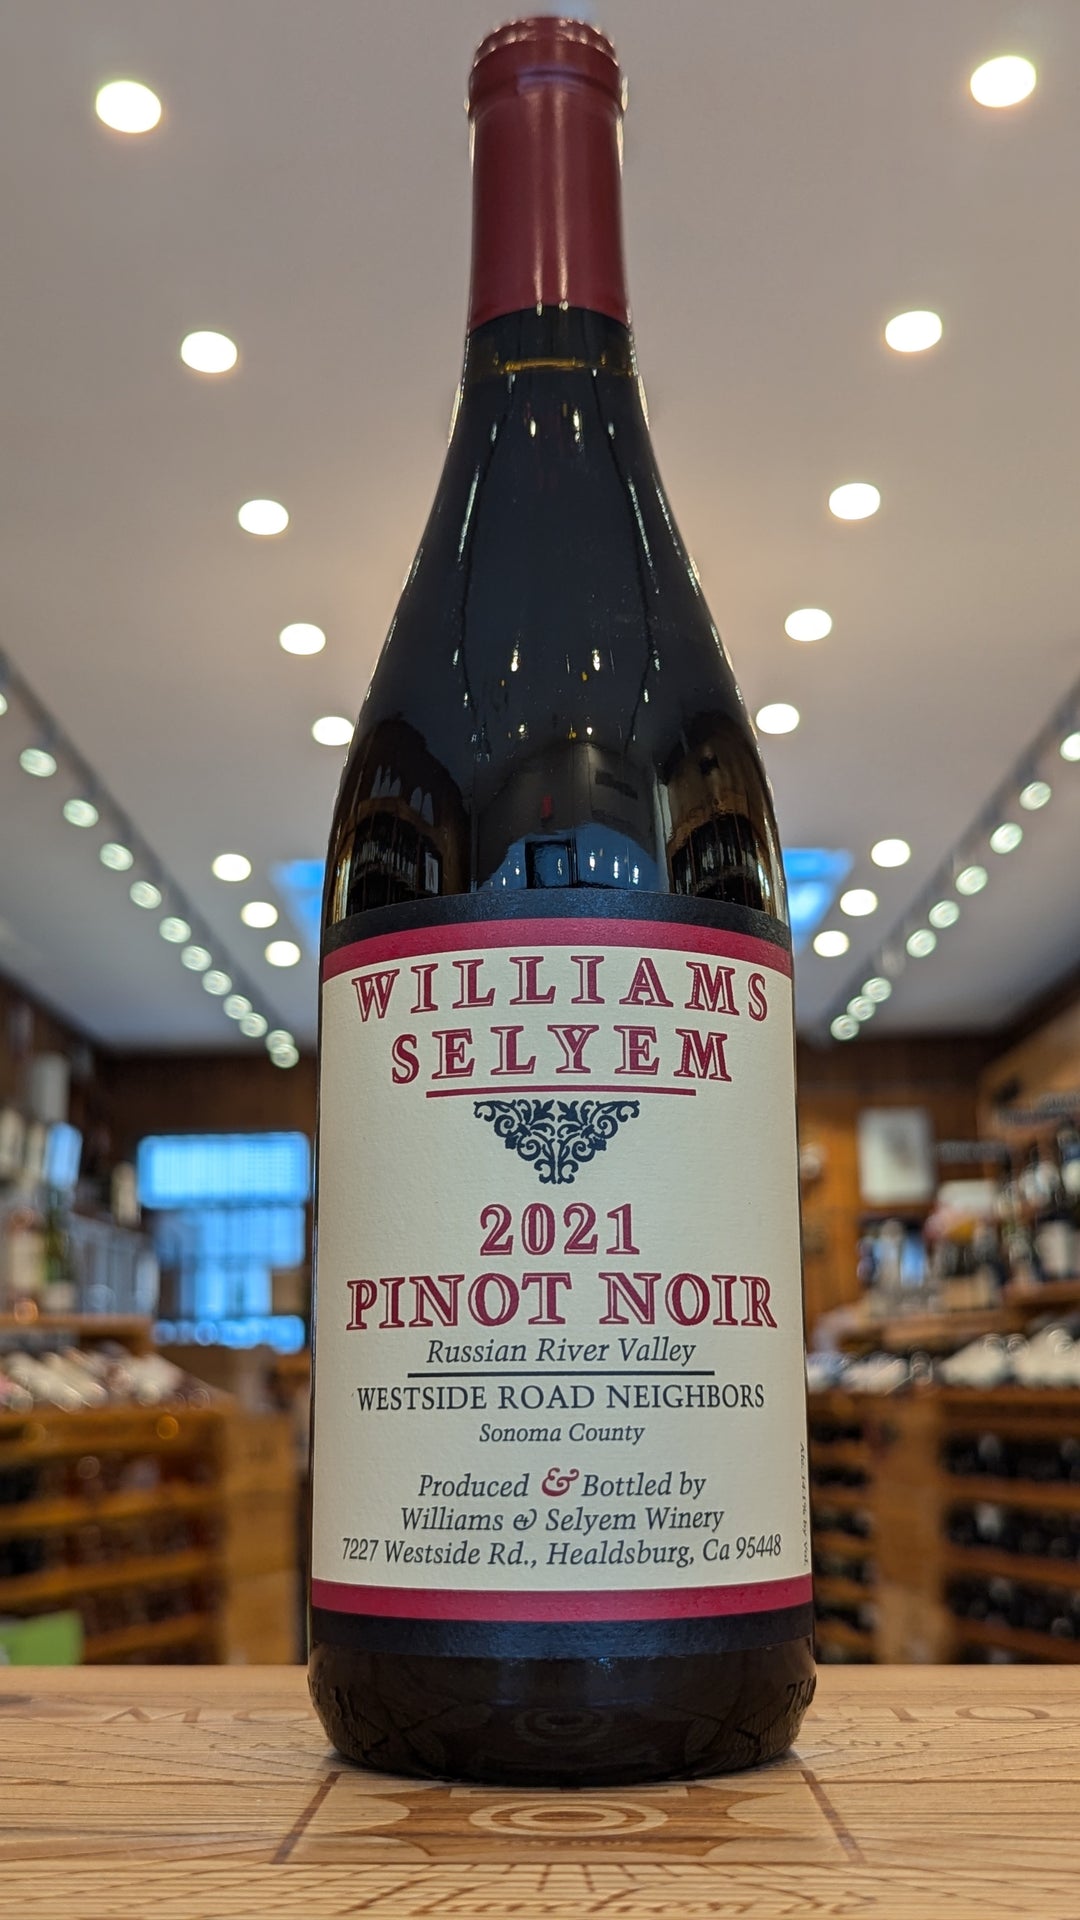 WILLIAMS
SELYEM
2021
PINOT NOIR
Russian River Valley
WESTSIDE ROAD NEIGHBORS
Sonoma County
Produced & Bottled by
Williams & Selyem Winery
7227 Westside Rd., Healdsburg, Ca 95448